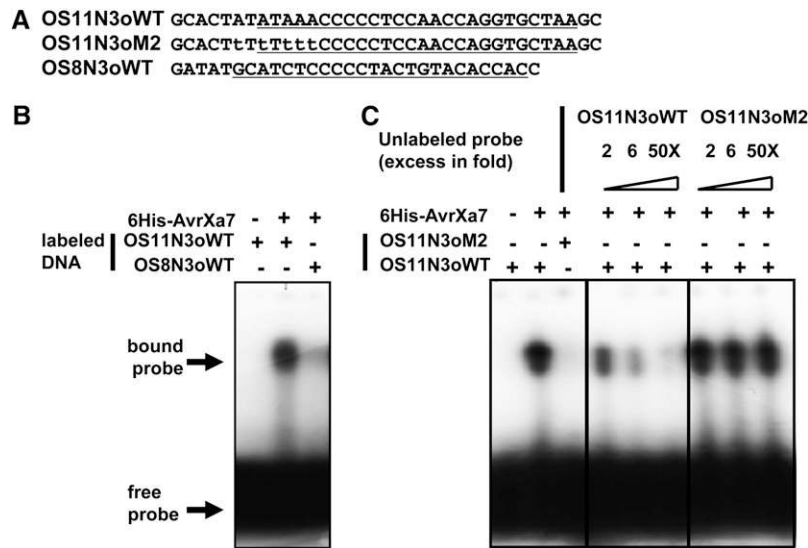 A OS11N3oWT GCACTATATAAACCCCCTCCAACCAGGTGCTAAGC
OS11N3oM2 GCACTtTtTtttCCCCCTCCAACCAGGTGCTAAGC
OS8N3oWT GATATGCATCTCCCCCTACTGTACACCACC
B
6His-AvrXa7 - + +
labeled DNA
OS11N3oWT + + -
OS8N3oWT - - +
bound probe
free probe
C
OS11N3oWT OS11N3oM2
Unlabeled probe (excess in fold)
2 6 50X 2 6 50X
6His-AvrXa7 - + + + + + + + +
OS11N3oM2 - - + - - - - - -
OS11N3oWT + + - + + + + + +